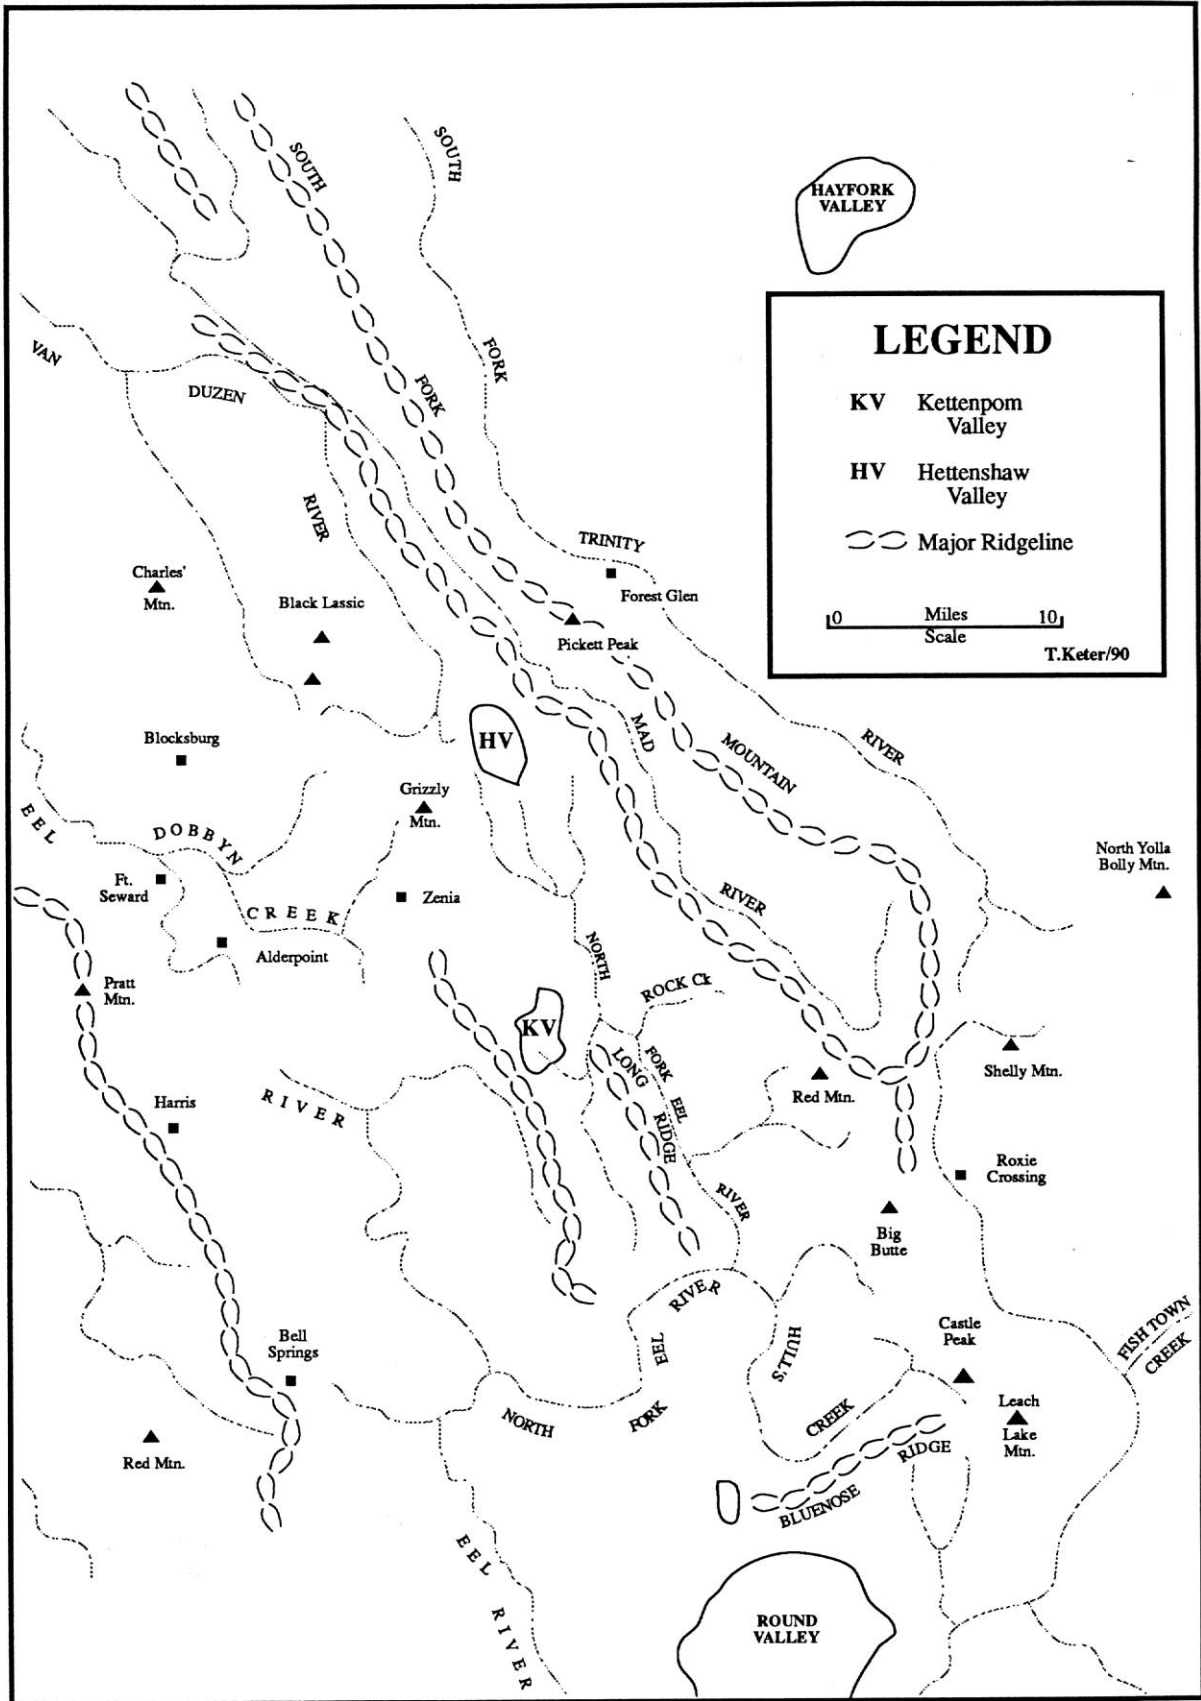 SOUTH
SOUTH
HAYFORK
VALLEY
LEGEND
KV Kettenpom
Valley
HV Hettenshaw
Valley
Major Ridgeline
0 Miles 10
Scale
T.Keter/90
VAN
DUZEN
RIVER
FORK
FORK
TRINITY
Forest Glen
Pickett Peak
Charles'
Mtn.
Black Lassic
MAD
MOUNTAIN
RIVER
HV
Blocksburg
Grizzly
Mtn.
EEL
DOBBYN
CREEK
Ft.
Seward
Zenia
Alderpoint
North Yolla
Bolly Mtn.
RIVER
NORTH
ROCK Ck
Pratt
Mtn.
KV
LONG
RIDGE
FORK
EEL
RIVER
Red Mtn.
Shelly Mtn.
Harris
RIVER
Roxie
Crossing
Big
Butte
RIVER
EEL
FORK
NORTH
HULL'S
CREEK
Castle
Peak
FISH TOWN
CREEK
Bell
Springs
Leach
Lake
Mtn.
Red Mtn.
BLUENOSE
RIDGE
EEL
RIVER
ROUND
VALLEY